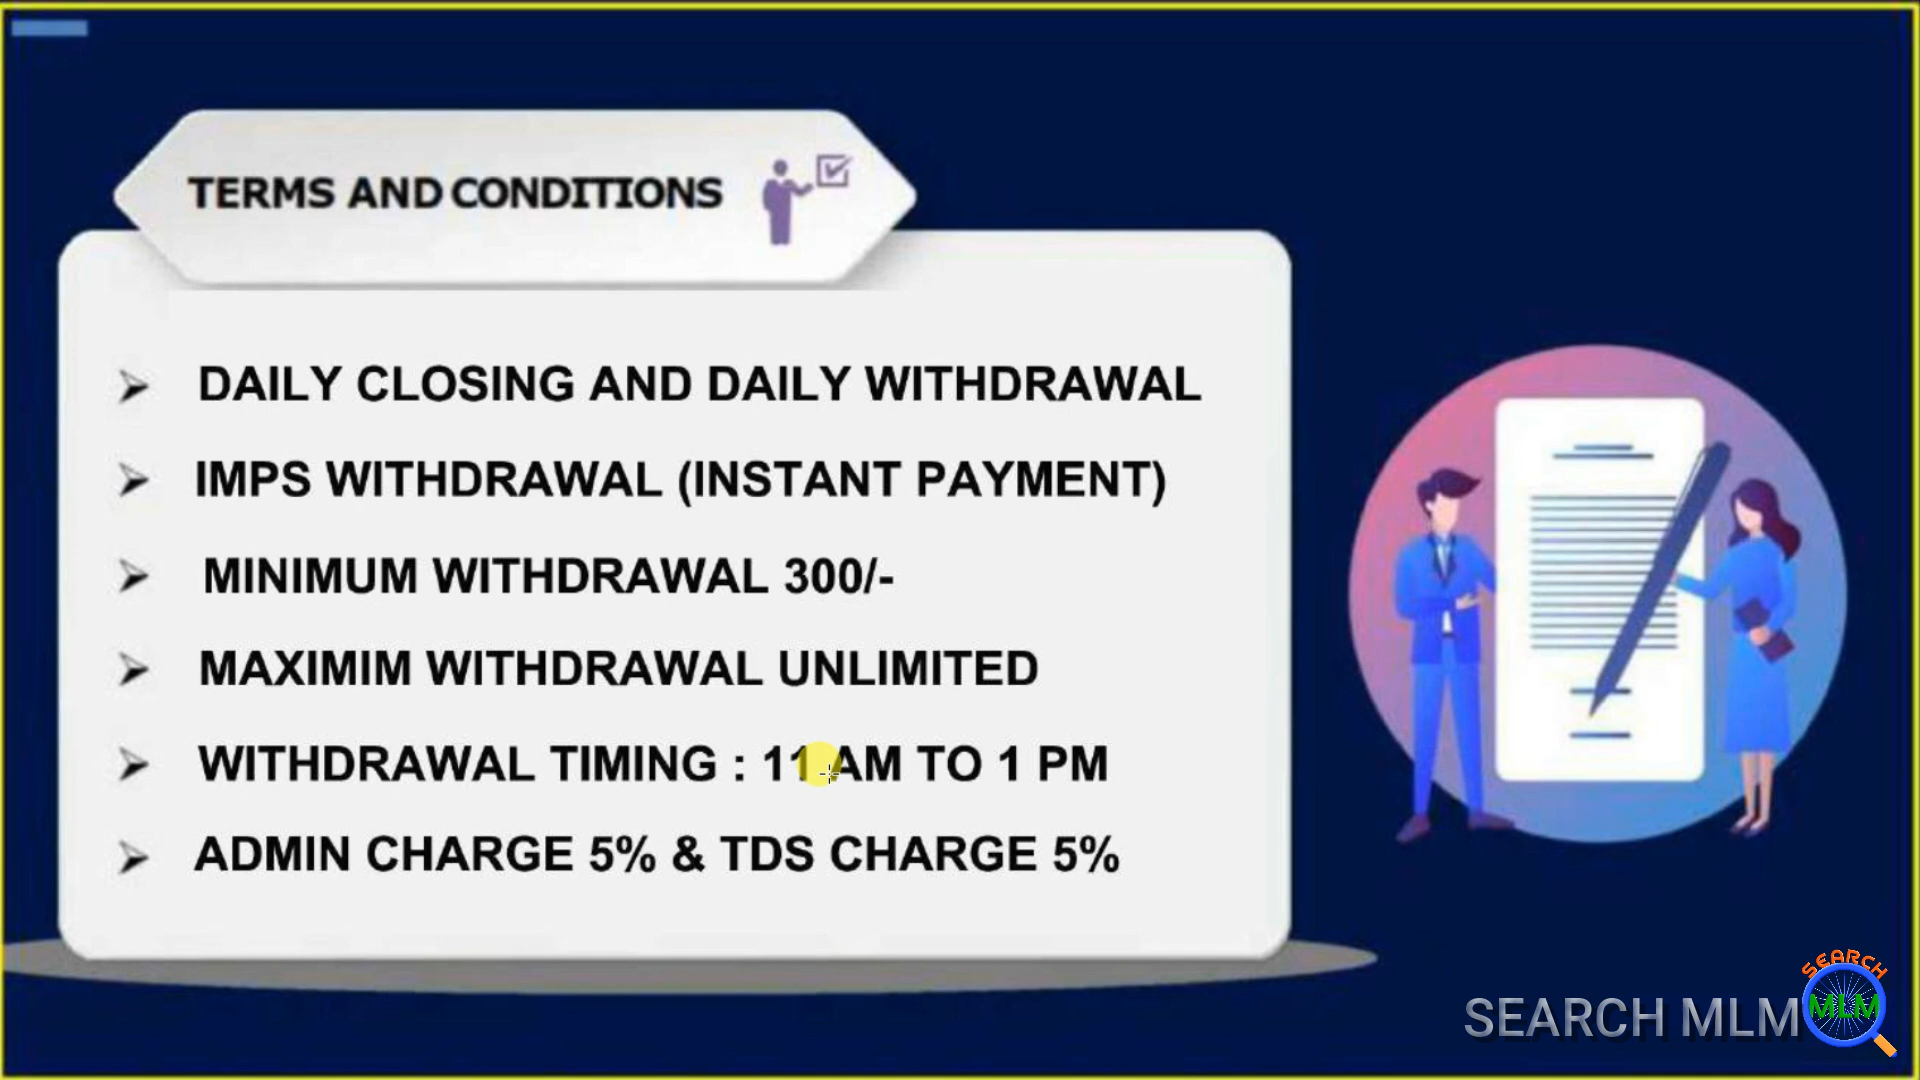 TERMS AND CONDITIONS
DAILY CLOSING AND DAILY WITHDRAWAL
IMPS WITHDRAWAL (INSTANT PAYMENT)
MINIMUM WITHDRAWAL 300/-
MAXIMIM WITHDRAWAL UNLIMITED
WITHDRAWAL TIMING : 11 AM TO 1 PM
ADMIN CHARGE 5% & TDS CHARGE 5%
SEARCH
SEARCH MLM MLM